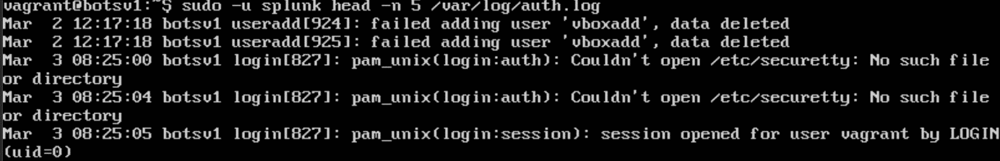 vagrant@botsv1:~$ sudo -u splunk head -n 5 /var/log/auth.log
Mar  2 12:17:18 botsv1 useradd[924]: failed adding user 'vboxadd', data deleted
Mar  2 12:17:18 botsv1 useradd[925]: failed adding user 'vboxadd', data deleted
Mar  3 08:25:00 botsv1 login[827]: pam_unix(login:auth): Couldn't open /etc/securetty: No such file
or directory
Mar  3 08:25:04 botsv1 login[827]: pam_unix(login:auth): Couldn't open /etc/securetty: No such file
or directory
Mar  3 08:25:05 botsv1 login[827]: pam_unix(login:session): session opened for user vagrant by LOGIN
(uid=0)